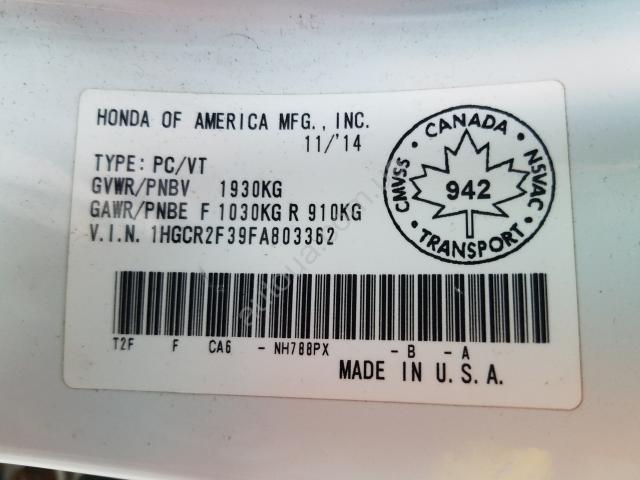 HONDA OF AMERICA MFG., INC.
11/'14
TYPE: PC/VT
GVWR/PNBV 1930KG
GAWR/PNBE F 1030KG R 910KG
V.I.N. 1HGCR2F39FA803362
CMVSS • CANADA • NSVAC
942
• TRANSPORT •
T2F F CA6 - NH788PX - B - A
MADE IN U.S.A.